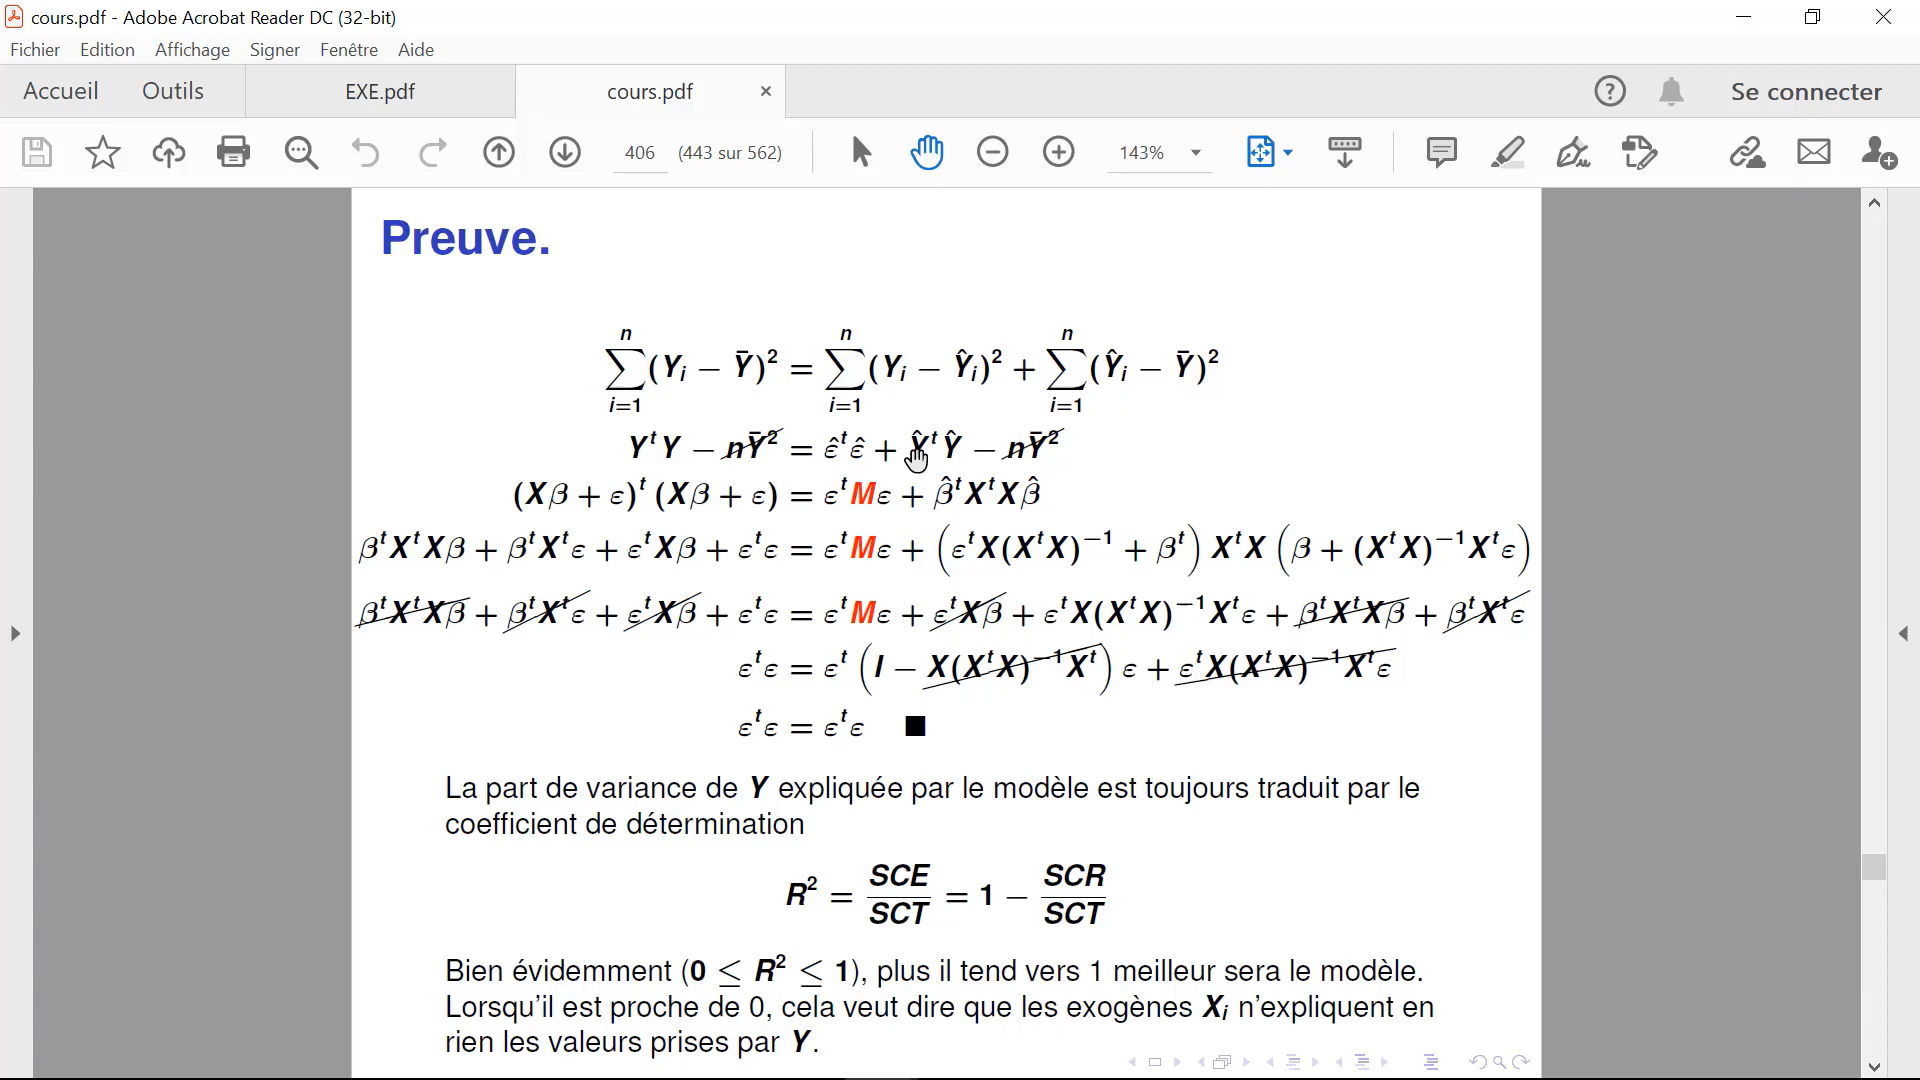 cours.pdf - Adobe Acrobat Reader DC (32-bit)
Fichier Edition Affichage Signer Fenêtre Aide
Accueil Outils EXE.pdf cours.pdf × ? Se connecter
406 (443 sur 562) 143%
Preuve.
∑ᵢ₌₁ⁿ (Yᵢ − Ȳ)² = ∑ᵢ₌₁ⁿ (Yᵢ − Ŷᵢ)² + ∑ᵢ₌₁ⁿ (Ŷᵢ − Ȳ)²
YᵗY − nȲ² = ε̂ᵗε̂ + ŶᵗŶ − nȲ²
(Xβ + ε)ᵗ (Xβ + ε) = εᵗMε + β̂ᵗXᵗXβ̂
βᵗXᵗXβ + βᵗXᵗε + εᵗXβ + εᵗε = εᵗMε + (εᵗX(XᵗX)⁻¹ + βᵗ) XᵗX (β + (XᵗX)⁻¹Xᵗε)
βᵗXᵗXβ + βᵗXᵗε + εᵗXβ + εᵗε = εᵗMε + εᵗXβ + εᵗX(XᵗX)⁻¹Xᵗε + βᵗXᵗXβ + βᵗXᵗε
εᵗε = εᵗ (I − X(XᵗX)⁻¹Xᵗ) ε + εᵗX(XᵗX)⁻¹Xᵗε
εᵗε = εᵗε ■
La part de variance de Y expliquée par le modèle est toujours traduit par le
coefficient de détermination
R² = SCE/SCT = 1 − SCR/SCT
Bien évidemment (0 ≤ R² ≤ 1), plus il tend vers 1 meilleur sera le modèle.
Lorsqu'il est proche de 0, cela veut dire que les exogènes Xᵢ n'expliquent en
rien les valeurs prises par Y.